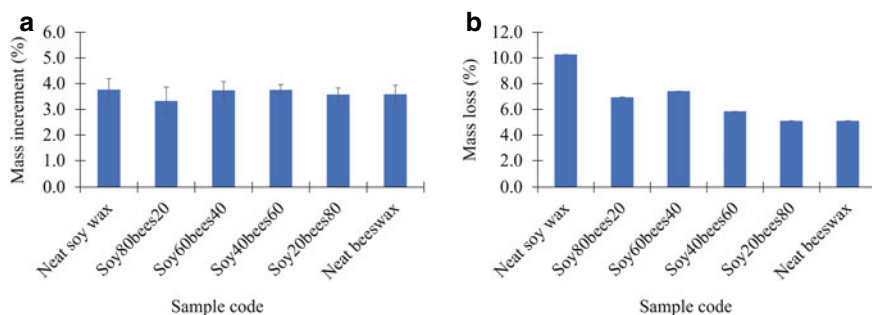 a
Mass increment (%)
6.0
5.0
4.0
3.0
2.0
1.0
0.0
Neat soy wax
Soy80bees20
Soy60bees40
Soy40bees60
Soy20bees80
Neat beeswax
Sample code
b
Mass loss (%)
12.0
10.0
8.0
6.0
4.0
2.0
0.0
Neat soy wax
Soy80bees20
Soy60bees40
Soy40bees60
Soy20bees80
Neat beeswax
Sample code